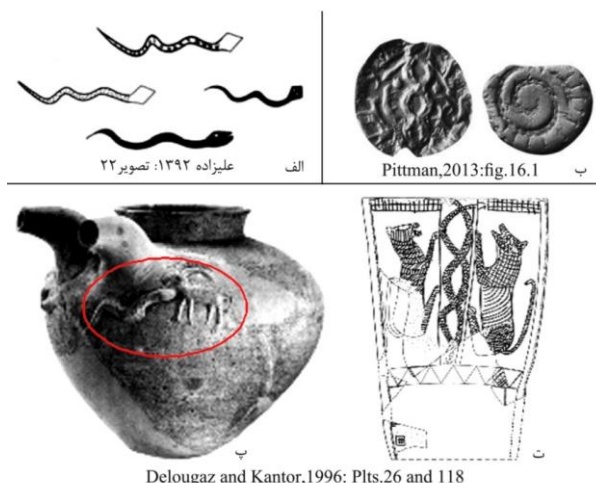 علیزاده ۱۳۹۲: تصویر۲۲
الف
Pittman,2013:fig.16.1
ب
پ
ت
Delougaz and Kantor,1996: Plts.26 and 118